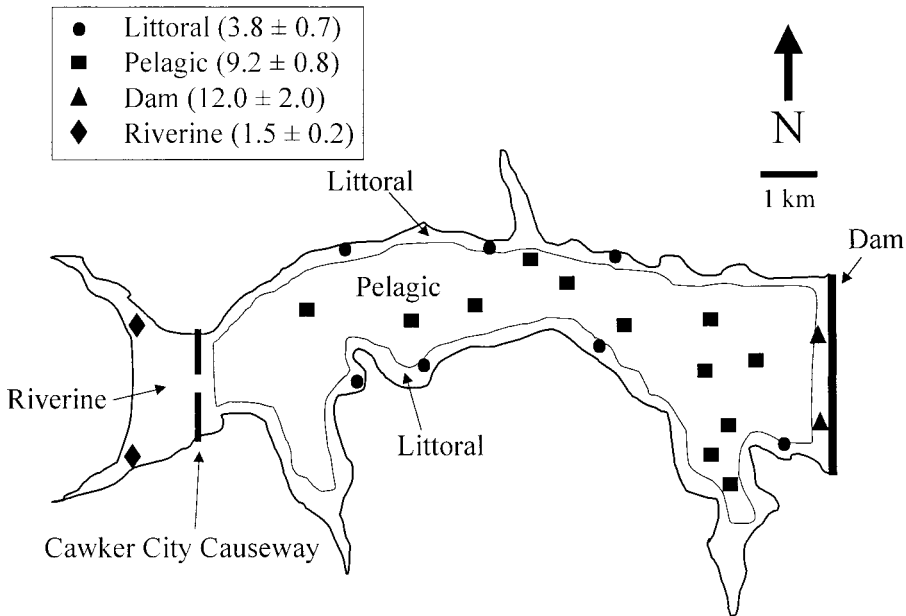 Littoral (3.8 ± 0.7)
Pelagic (9.2 ± 0.8)
Dam (12.0 ± 2.0)
Riverine (1.5 ± 0.2)
N
1 km
Littoral
Dam
Pelagic
Riverine
Littoral
Cawker City Causeway